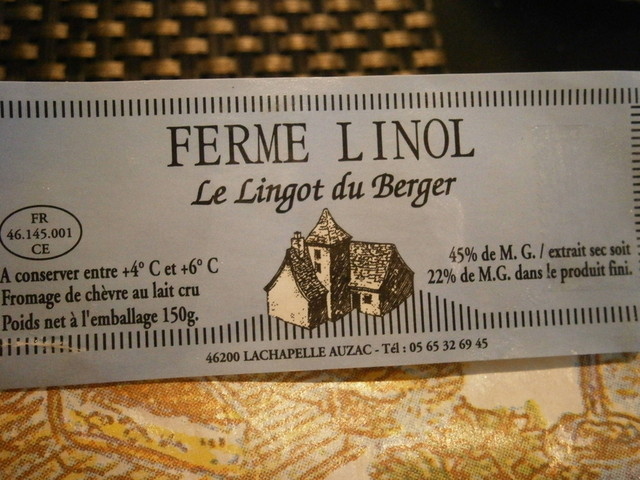 FERME LINOL
Le Lingot du Berger
FR
46.145.001
CE
A conserver entre +4° C et +6° C
Fromage de chèvre au lait cru
Poids net à l'emballage 150g.
45% de M. G. / extrait sec soit
22% de M.G. dans le produit fini.
46200 LACHAPELLE AUZAC - Tél : 05 65 32 69 45